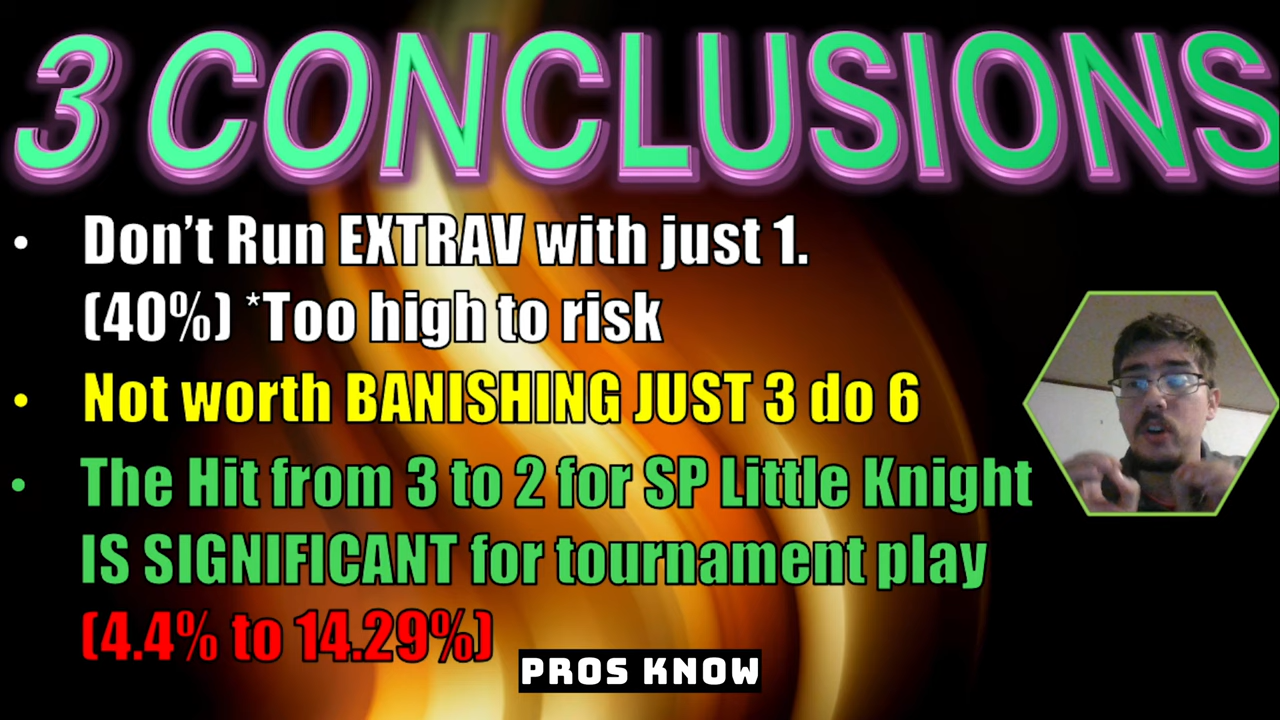 3 CONCLUSIONS
• Don't Run EXTRAV with just 1.
(40%) *Too high to risk
• Not worth BANISHING JUST 3 do 6
• The Hit from 3 to 2 for SP Little Knight
IS SIGNIFICANT for tournament play
(4.4% to 14.29%)
PROS KNOW